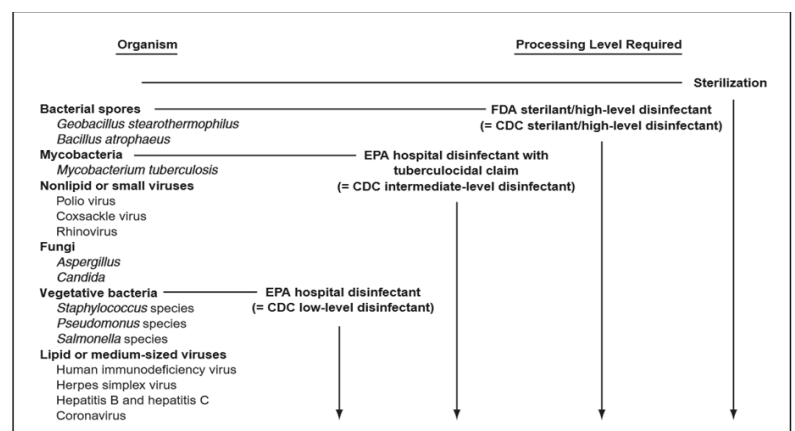 Organism
Processing Level Required
Sterilization
Bacterial spores
FDA sterilant/high-level disinfectant
(= CDC sterilant/high-level disinfectant)
Geobacillus stearothermophilus
Bacillus atrophaeus
Mycobacteria
EPA hospital disinfectant with
tuberculocidal claim
(= CDC intermediate-level disinfectant)
Mycobacterium tuberculosis
Nonlipid or small viruses
Polio virus
Coxsackle virus
Rhinovirus
Fungi
Aspergillus
Candida
Vegetative bacteria
EPA hospital disinfectant
(= CDC low-level disinfectant)
Staphylococcus species
Pseudomonus species
Salmonella species
Lipid or medium-sized viruses
Human immunodeficiency virus
Herpes simplex virus
Hepatitis B and hepatitis C
Coronavirus